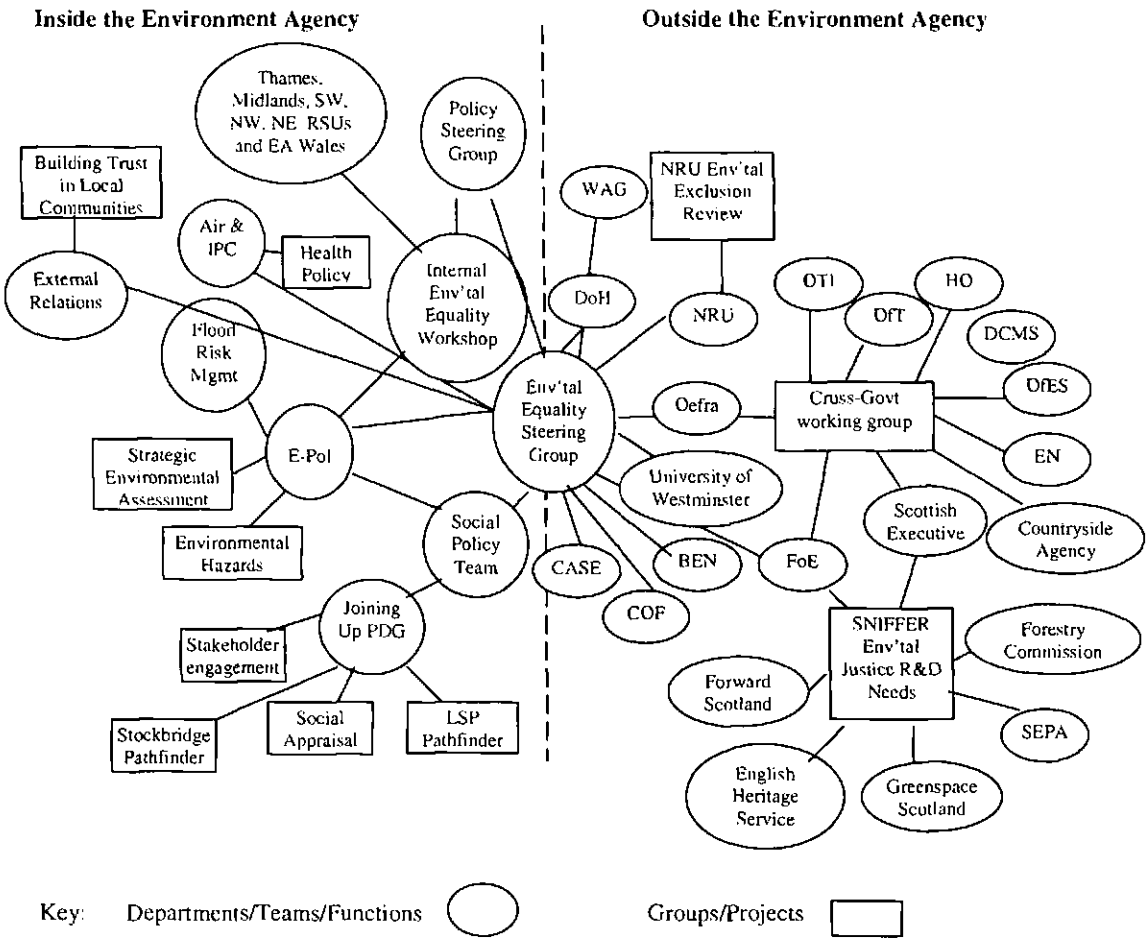 Inside the Environment Agency
Outside the Environment Agency
Thames,
Midlands, SW,
NW, NE RSUs
and EA Wales
Policy
Steering
Group
Building Trust
in Local
Communities
Air &
IPC
Health
Policy
External
Relations
Internal
Env'tal
Equality
Workshop
WAG
NRU Env'tal
Exclusion
Review
DoH
NRU
OTI
OfT
HO
DCMS
OfES
Flood
Risk
Mgmt
Env'tal
Equality
Steering
Group
Oefra
Cruss-Govt
working group
EN
E-Pol
Strategic
Environmental
Assessment
University of
Westminster
Scottish
Executive
Countryside
Agency
Environmental
Hazards
Social
Policy
Team
CASE
BEN
FoE
COF
Joining
Up PDG
Stakeholder
engagement
SNIFFER
Env'tal
Justice R&D
Needs
Forestry
Commission
Forward
Scotland
Stockbridge
Pathfinder
Social
Appraisal
LSP
Pathfinder
SEPA
English
Heritage
Service
Greenspace
Scotland
Key: Departments/Teams/Functions Groups/Projects